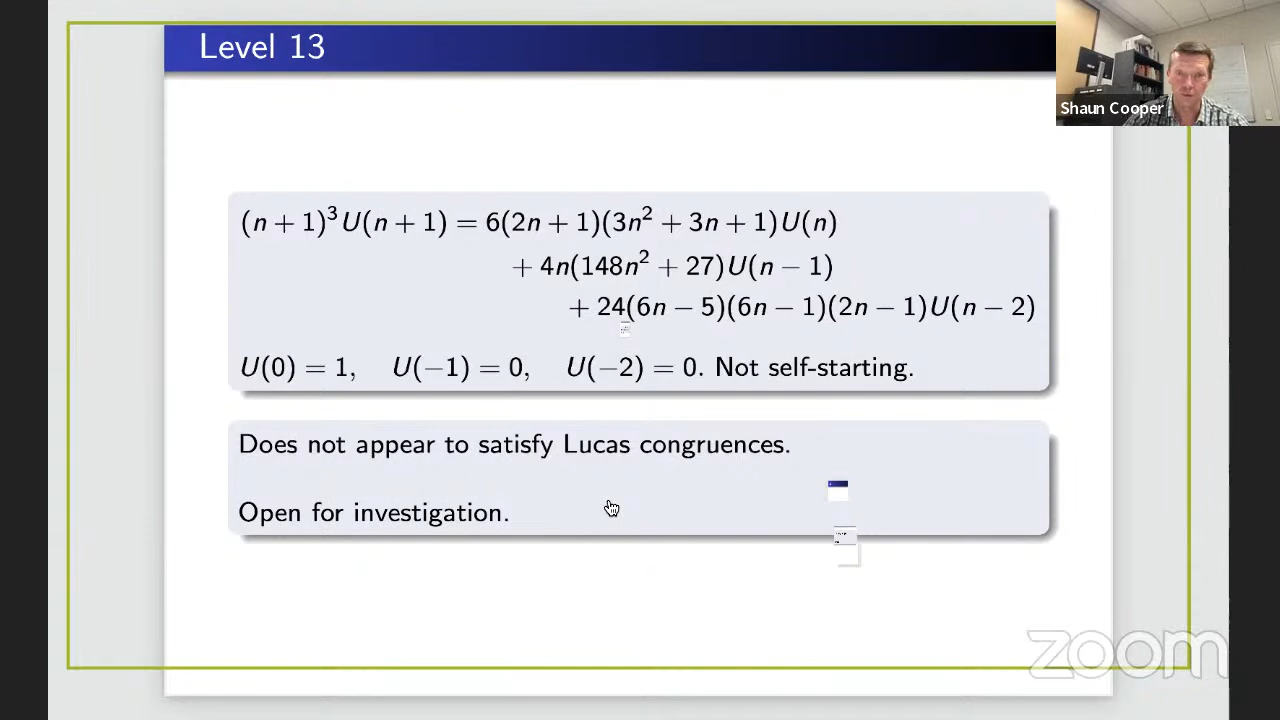 Level 13
Shaun Cooper
(n + 1)³U(n + 1) = 6(2n + 1)(3n² + 3n + 1)U(n)
+ 4n(148n² + 27)U(n − 1)
+ 24(6n − 5)(6n − 1)(2n − 1)U(n − 2)
U(0) = 1, U(−1) = 0, U(−2) = 0. Not self-starting.
Does not appear to satisfy Lucas congruences.
Open for investigation.
zoom